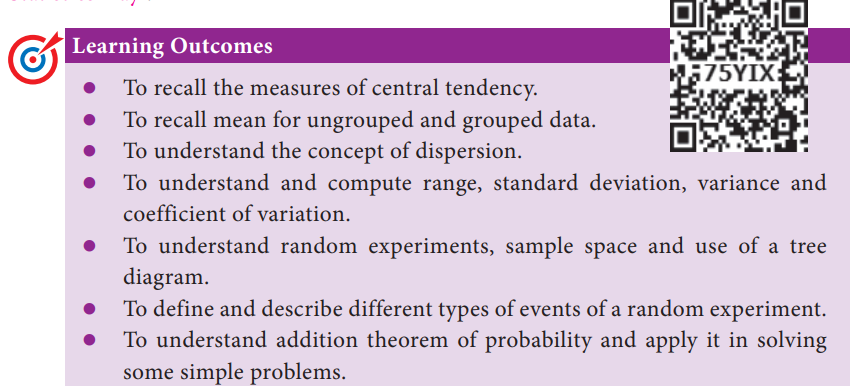 Learning Outcomes
75YIX
● To recall the measures of central tendency.
● To recall mean for ungrouped and grouped data.
● To understand the concept of dispersion.
● To understand and compute range, standard deviation, variance and
coefficient of variation.
● To understand random experiments, sample space and use of a tree
diagram.
● To define and describe different types of events of a random experiment.
● To understand addition theorem of probability and apply it in solving
some simple problems.